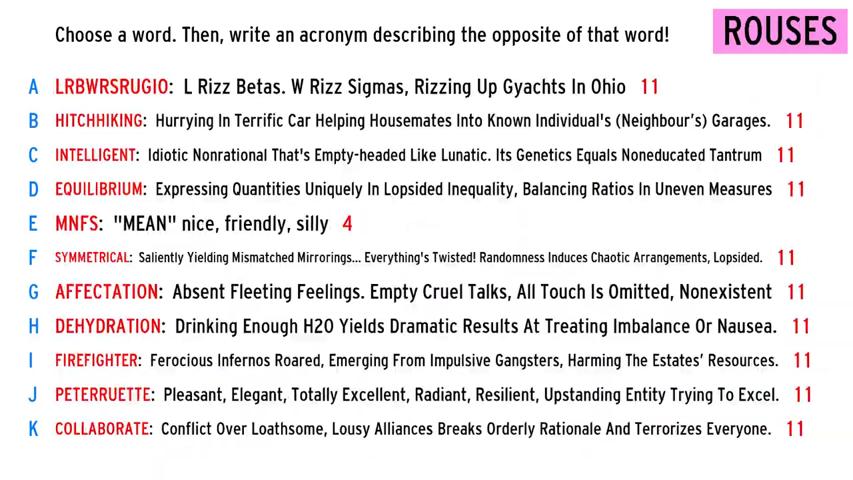 Choose a word. Then, write an acronym describing the opposite of that word!
ROUSES
A LRBWRSRUGIO: L Rizz Betas. W Rizz Sigmas, Rizzing Up Gyachts In Ohio 11
B HITCHHIKING: Hurrying In Terrific Car Helping Housemates Into Known Individual's (Neighbour's) Garages. 11
C INTELLIGENT: Idiotic Nonrational That's Empty-headed Like Lunatic. Its Genetics Equals Noneducated Tantrum 11
D EQUILIBRIUM: Expressing Quantities Uniquely In Lopsided Inequality, Balancing Ratios In Uneven Measures 11
E MNFS: "MEAN" nice, friendly, silly 4
F SYMMETRICAL: Saliently Yielding Mismatched Mirrorings... Everything's Twisted! Randomness Induces Chaotic Arrangements, Lopsided. 11
G AFFECTATION: Absent Fleeting Feelings. Empty Cruel Talks, All Touch Is Omitted, Nonexistent 11
H DEHYDRATION: Drinking Enough H2O Yields Dramatic Results At Treating Imbalance Or Nausea. 11
I FIREFIGHTER: Ferocious Infernos Roared, Emerging From Impulsive Gangsters, Harming The Estates' Resources. 11
J PETERRUETTE: Pleasant, Elegant, Totally Excellent, Radiant, Resilient, Upstanding Entity Trying To Excel. 11
K COLLABORATE: Conflict Over Loathsome, Lousy Alliances Breaks Orderly Rationale And Terrorizes Everyone. 11